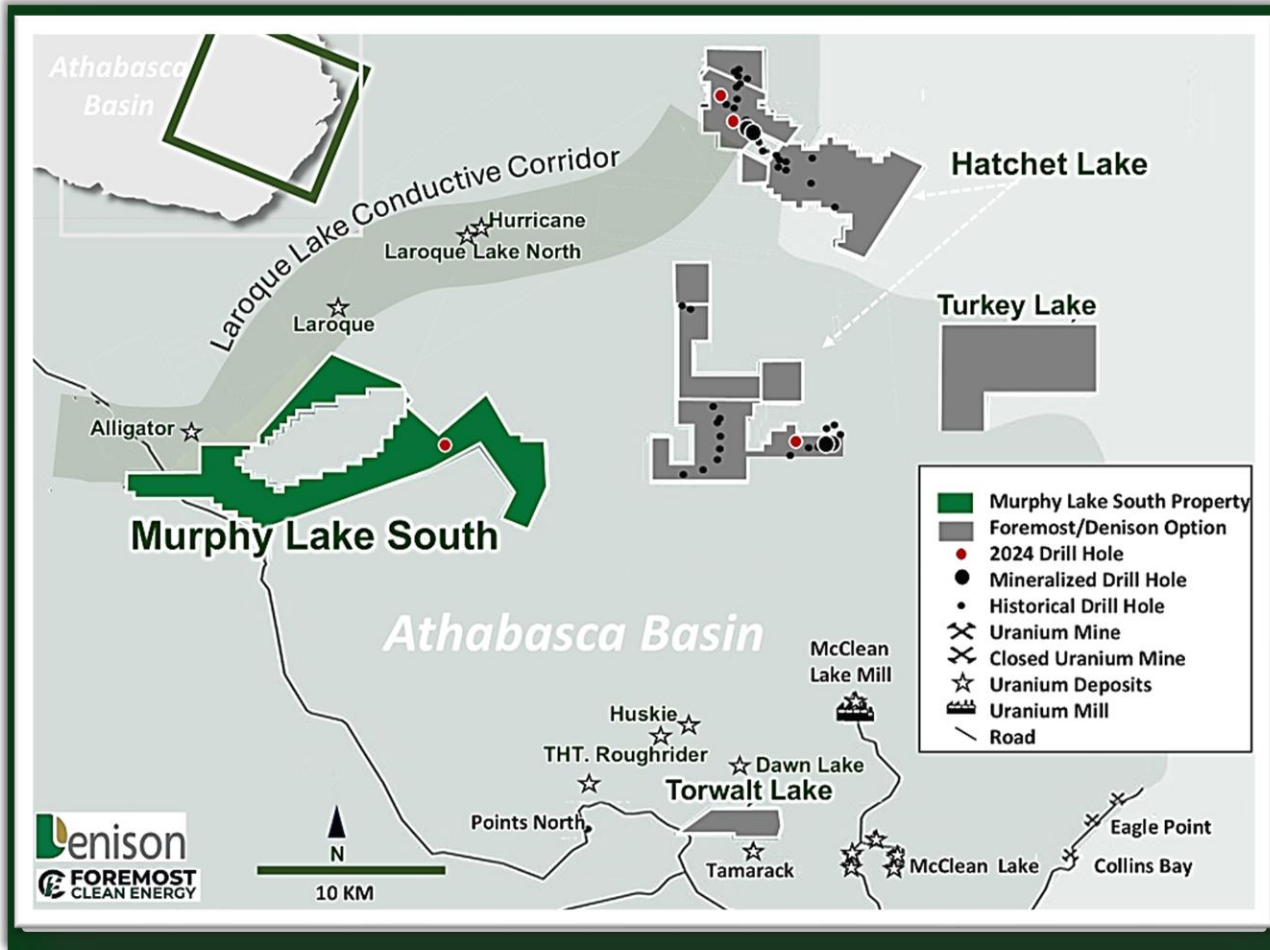 Athabasca
Basin
Laroque Lake Conductive Corridor
Hatchet Lake
Hurricane
Laroque Lake North
Turkey Lake
Laroque
Alligator
Murphy Lake South
Murphy Lake South Property
Foremost/Denison Option
2024 Drill Hole
Mineralized Drill Hole
Historical Drill Hole
Uranium Mine
Closed Uranium Mine
Uranium Deposits
Uranium Mill
Road
Athabasca Basin
McClean
Lake Mill
Huskie
THT. Roughrider
Dawn Lake
Torwalt Lake
Points North
Tamarack
McClean Lake
Eagle Point
Collins Bay
Denison
FOREMOST
CLEAN ENERGY
N
10 KM